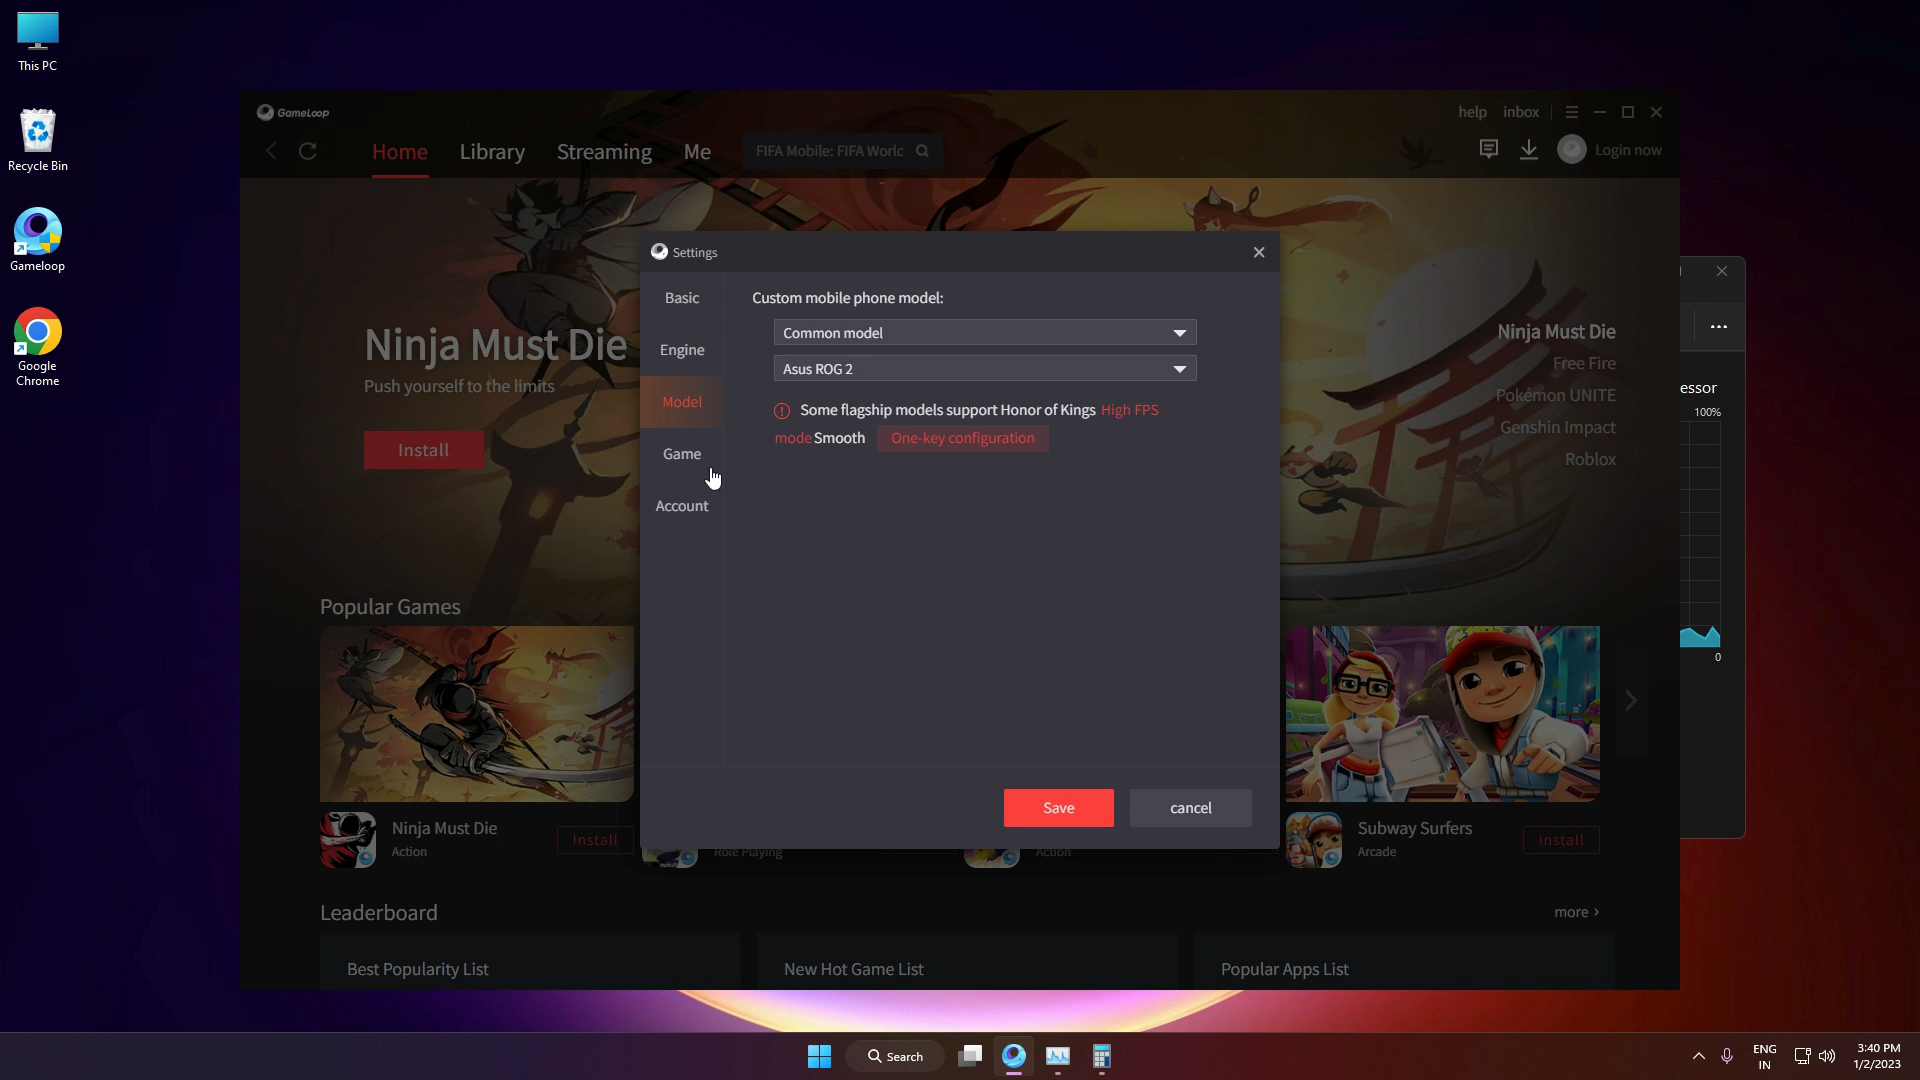 This PC
Recycle Bin
Gameloop
Google
Chrome
GameLoop
help inbox
Home Library Streaming Me
FIFA Mobile: FIFA Worlc
Login now
Ninja Must Die
Push yourself to the limits
Install
Ninja Must Die
Free Fire
Pokémon UNITE
Genshin Impact
Roblox
Settings
Basic
Engine
Model
Game
Account
Custom mobile phone model:
Common model
Asus ROG 2
Some flagship models support Honor of Kings High FPS
mode Smooth One-key configuration
Save cancel
essor
100%
0
Popular Games
Ninja Must Die
Action
Install
Role Playing
Action
Subway Surfers
Arcade
Install
Leaderboard
more >
Best Popularity List
New Hot Game List
Popular Apps List
Search
ENG
IN
3:40 PM
1/2/2023